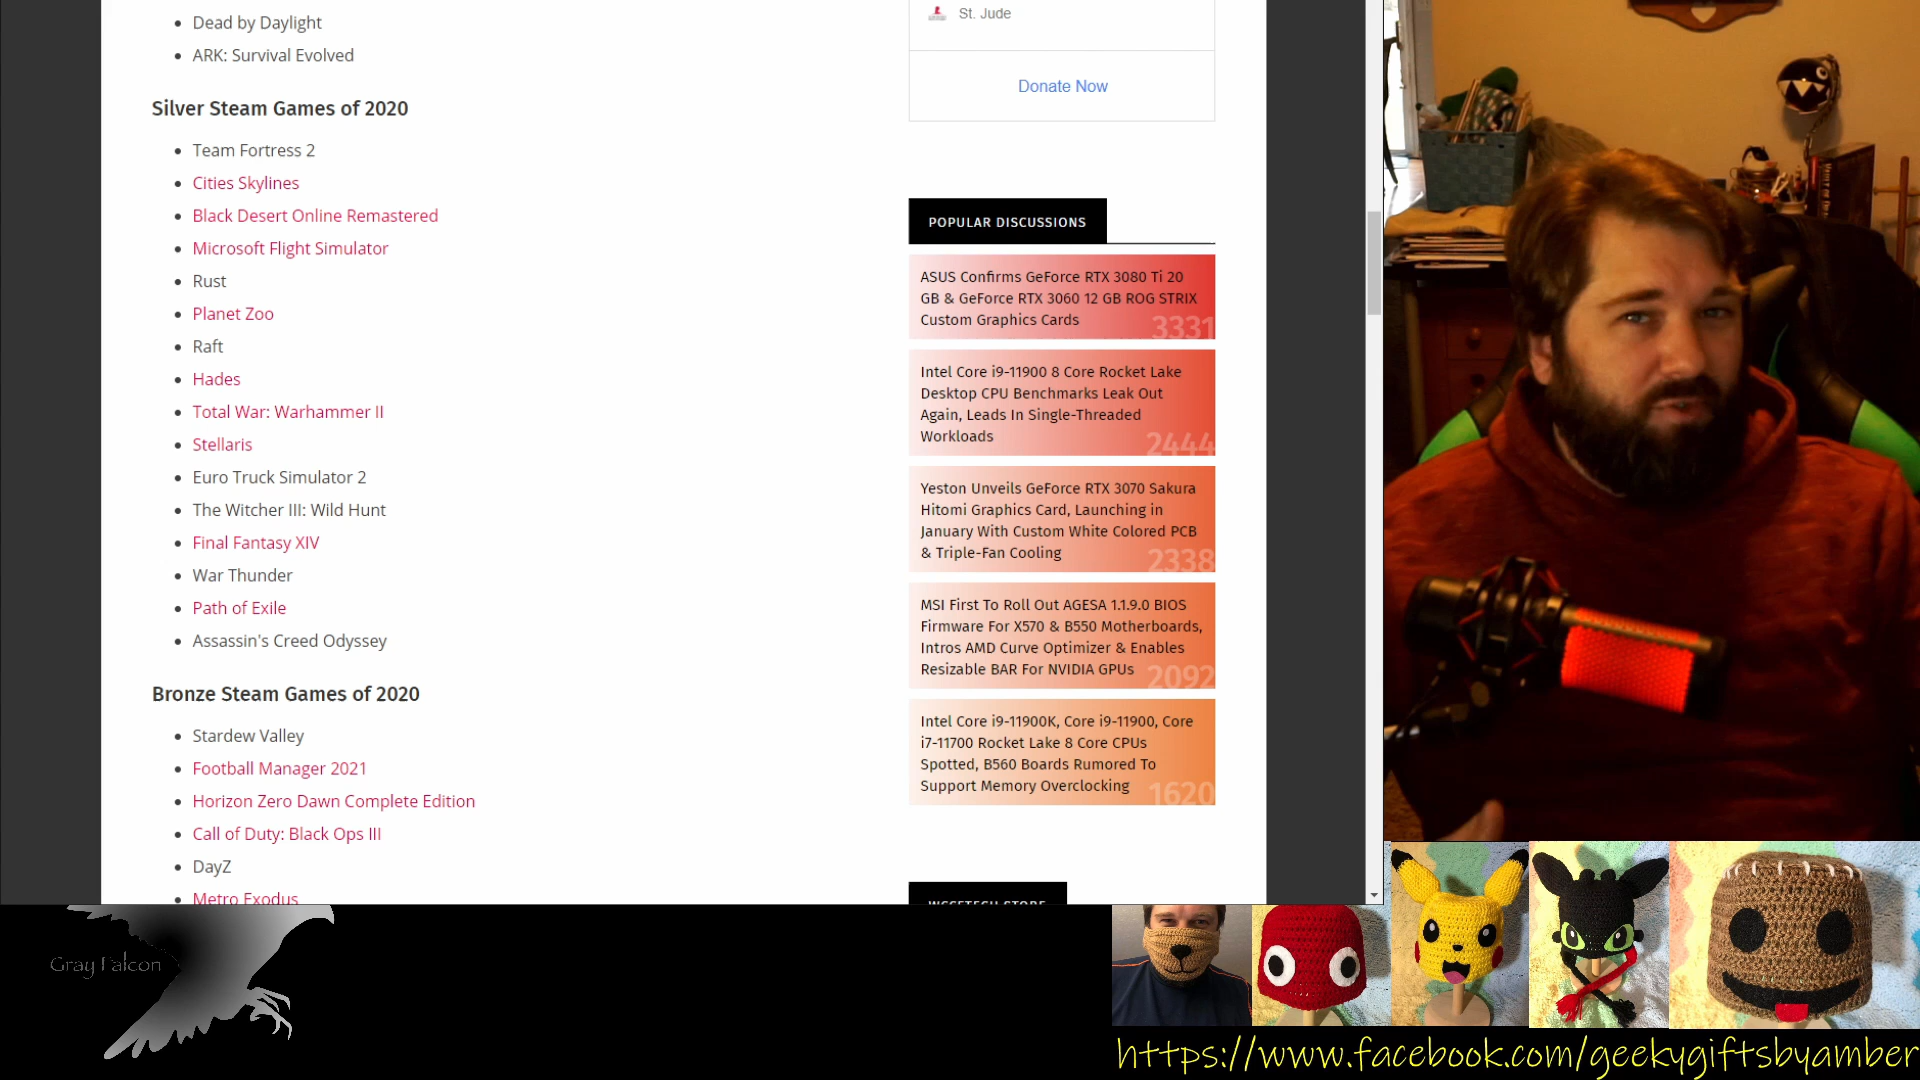 Dead by Daylight
ARK: Survival Evolved
Silver Steam Games of 2020
Team Fortress 2
Cities Skylines
Black Desert Online Remastered
Microsoft Flight Simulator
Rust
Planet Zoo
Raft
Hades
Total War: Warhammer II
Stellaris
Euro Truck Simulator 2
The Witcher III: Wild Hunt
Final Fantasy XIV
War Thunder
Path of Exile
Assassin's Creed Odyssey
Bronze Steam Games of 2020
Stardew Valley
Football Manager 2021
Horizon Zero Dawn Complete Edition
Call of Duty: Black Ops III
DayZ
Metro Exodus
St. Jude
Donate Now
POPULAR DISCUSSIONS
ASUS Confirms GeForce RTX 3080 Ti 20
GB & GeForce RTX 3060 12 GB ROG STRIX
Custom Graphics Cards
3331
Intel Core i9-11900 8 Core Rocket Lake
Desktop CPU Benchmarks Leak Out
Again, Leads In Single-Threaded
Workloads
2444
Yeston Unveils GeForce RTX 3070 Sakura
Hitomi Graphics Card, Launching in
January With Custom White Colored PCB
& Triple-Fan Cooling
2338
MSI First To Roll Out AGESA 1.1.9.0 BIOS
Firmware For X570 & B550 Motherboards,
Intros AMD Curve Optimizer & Enables
Resizable BAR For NVIDIA GPUs
2092
Intel Core i9-11900K, Core i9-11900, Core
i7-11700 Rocket Lake 8 Core CPUs
Spotted, B560 Boards Rumored To
Support Memory Overclocking
1620
WCCFTECH STORE
Gray Falcon
https://www.facebook.com/geekygiftsbyamber